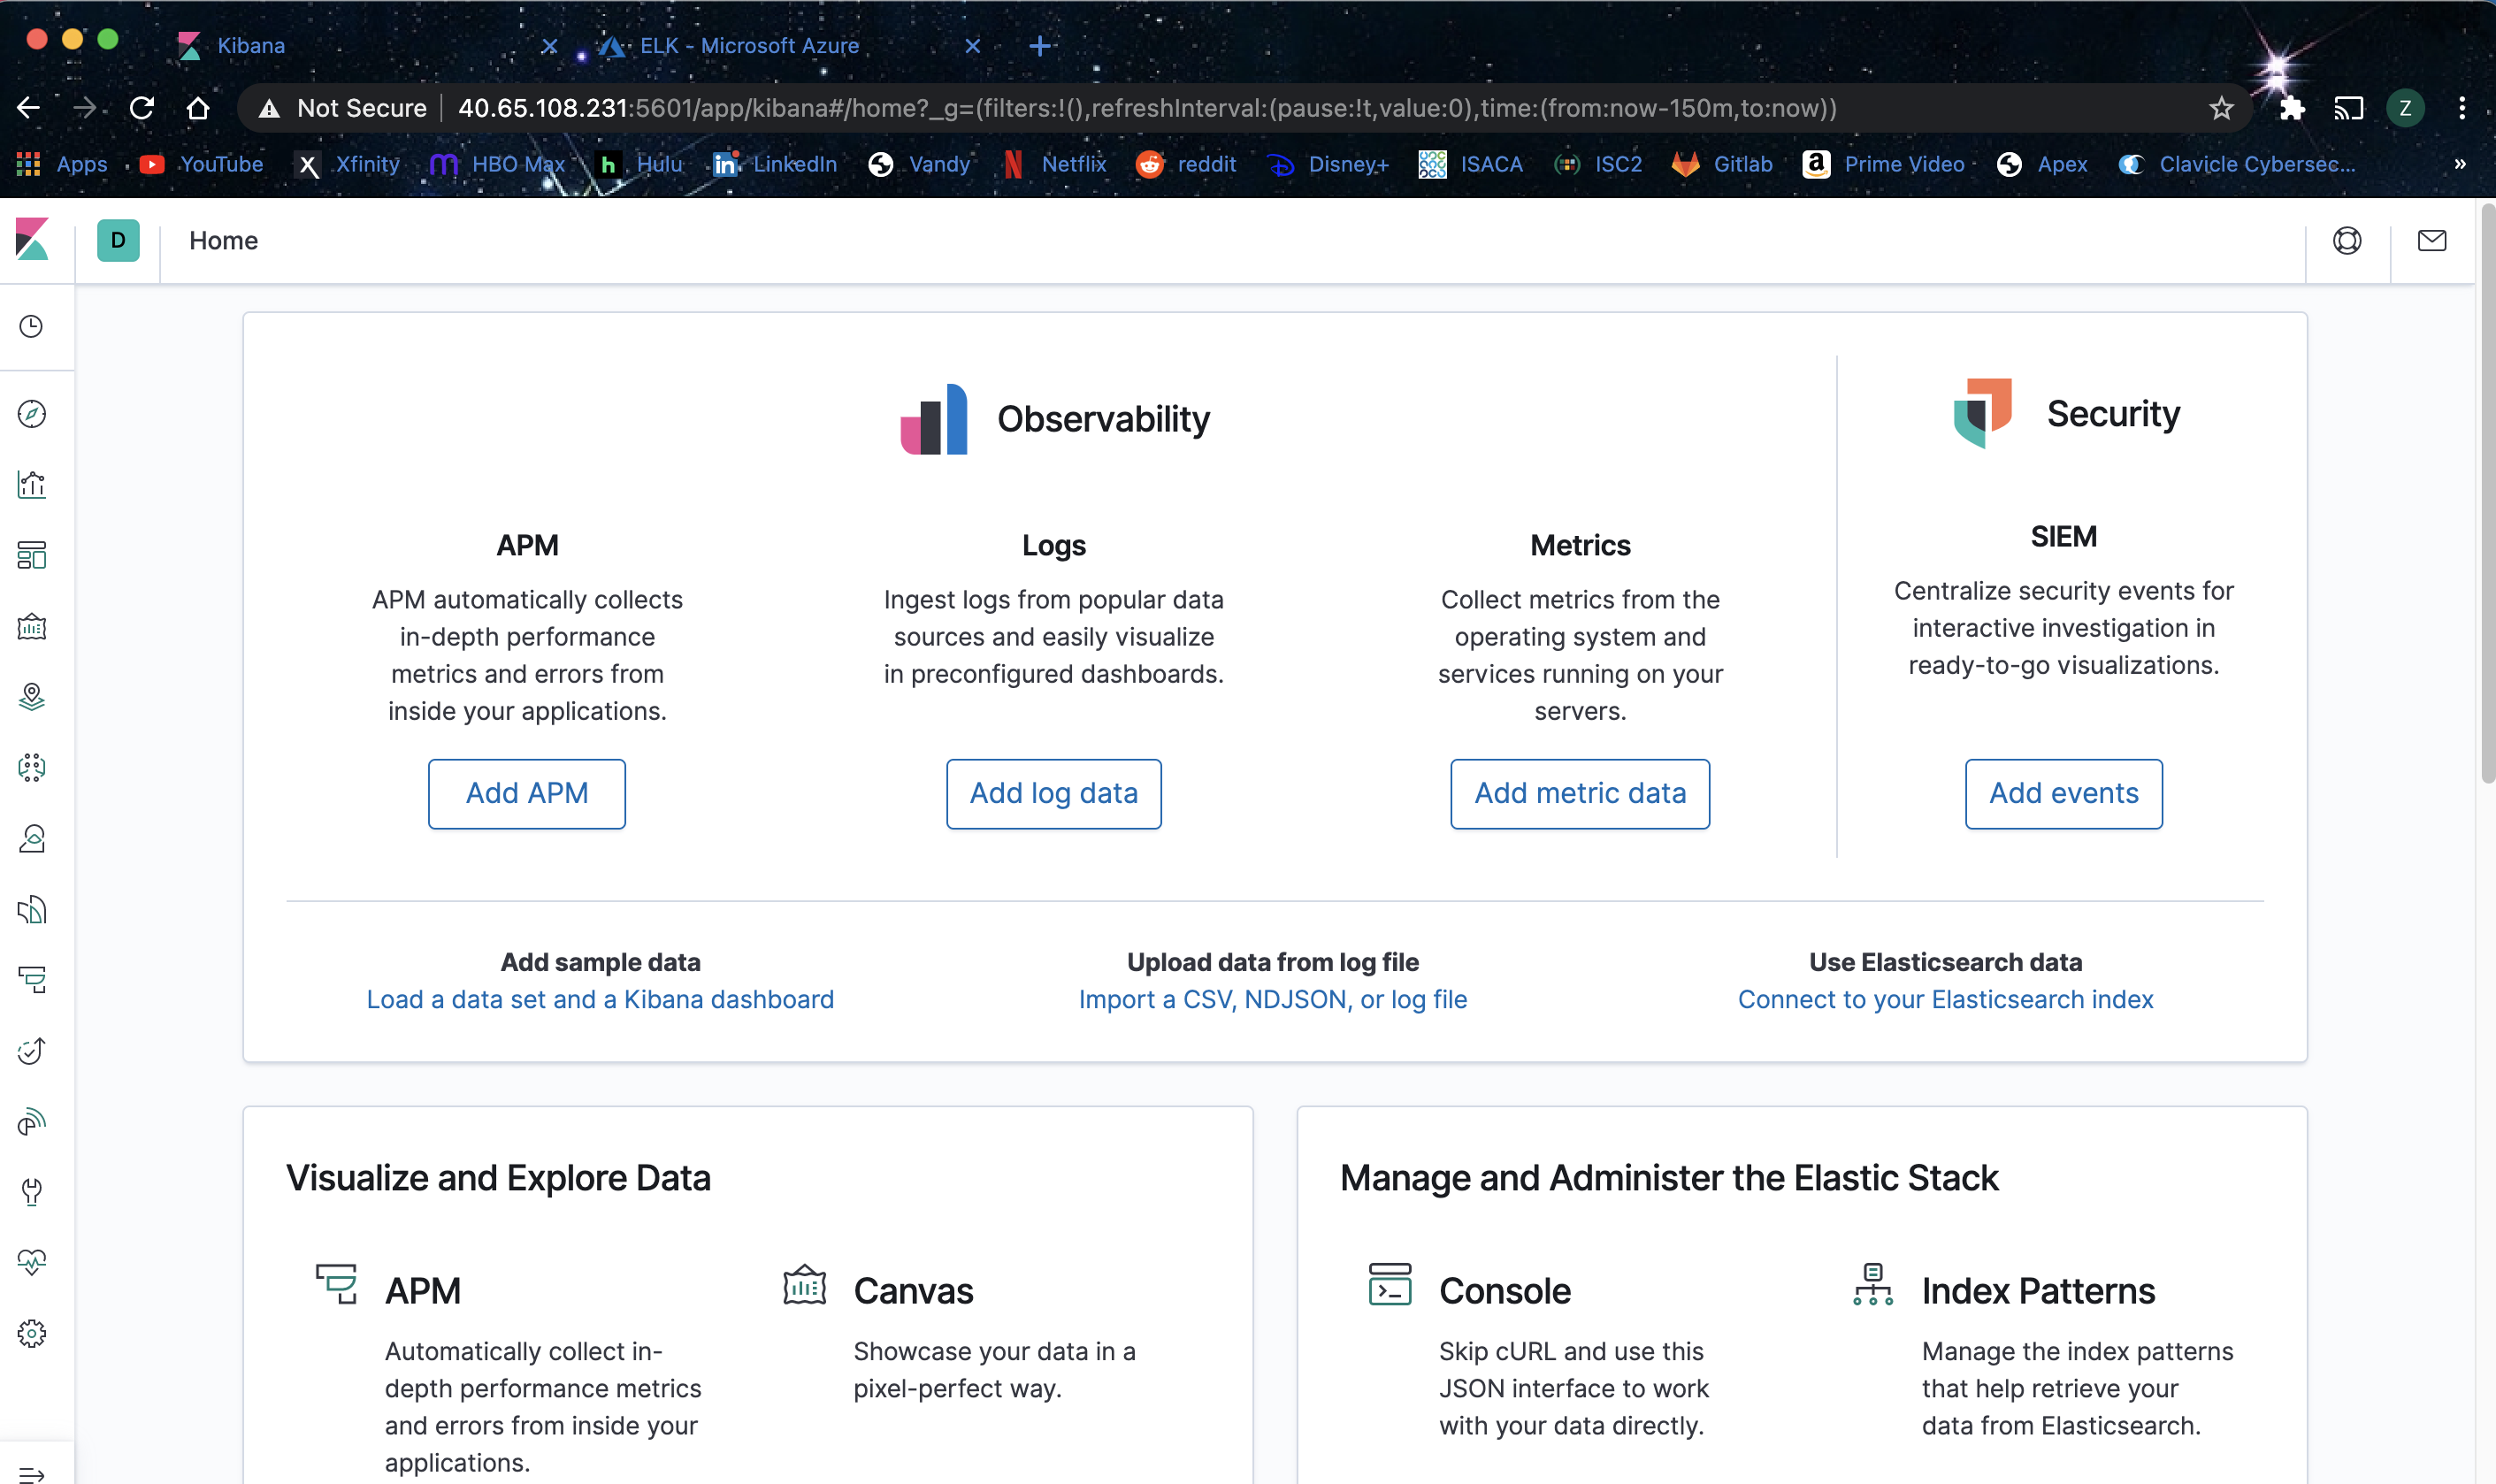 Kibana
ELK - Microsoft Azure
Not Secure
40.65.108.231:5601/app/kibana#/home?_g=(filters:!(),refreshInterval:(pause:!t,value:0),time:(from:now-150m,to:now))
Z
Apps
YouTube
X Xfinity
HBO Max
h Hulu
in LinkedIn
Vandy
N Netflix
reddit
Disney+
ISACA
ISC2
Gitlab
a Prime Video
Apex
Clavicle Cybersec...
»
D
Home
Observability
Security
APM
APM automatically collects
in-depth performance
metrics and errors from
inside your applications.
Add APM
Logs
Ingest logs from popular data
sources and easily visualize
in preconfigured dashboards.
Add log data
Metrics
Collect metrics from the
operating system and
services running on your
servers.
Add metric data
SIEM
Centralize security events for
interactive investigation in
ready-to-go visualizations.
Add events
Add sample data
Load a data set and a Kibana dashboard
Upload data from log file
Import a CSV, NDJSON, or log file
Use Elasticsearch data
Connect to your Elasticsearch index
Visualize and Explore Data
APM
Automatically collect in-
depth performance metrics
and errors from inside your
applications.
Canvas
Showcase your data in a
pixel-perfect way.
Manage and Administer the Elastic Stack
Console
Skip cURL and use this
JSON interface to work
with your data directly.
Index Patterns
Manage the index patterns
that help retrieve your
data from Elasticsearch.